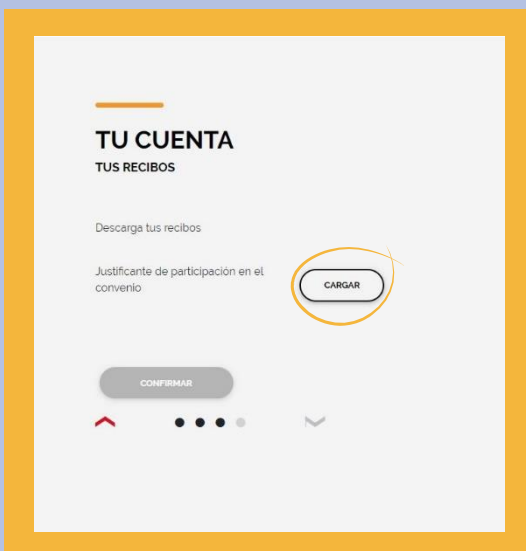 TU CUENTA
TUS RECIBOS
Descarga tus recibos
Justificante de participación en el
convenio
CARGAR
CONFIRMAR